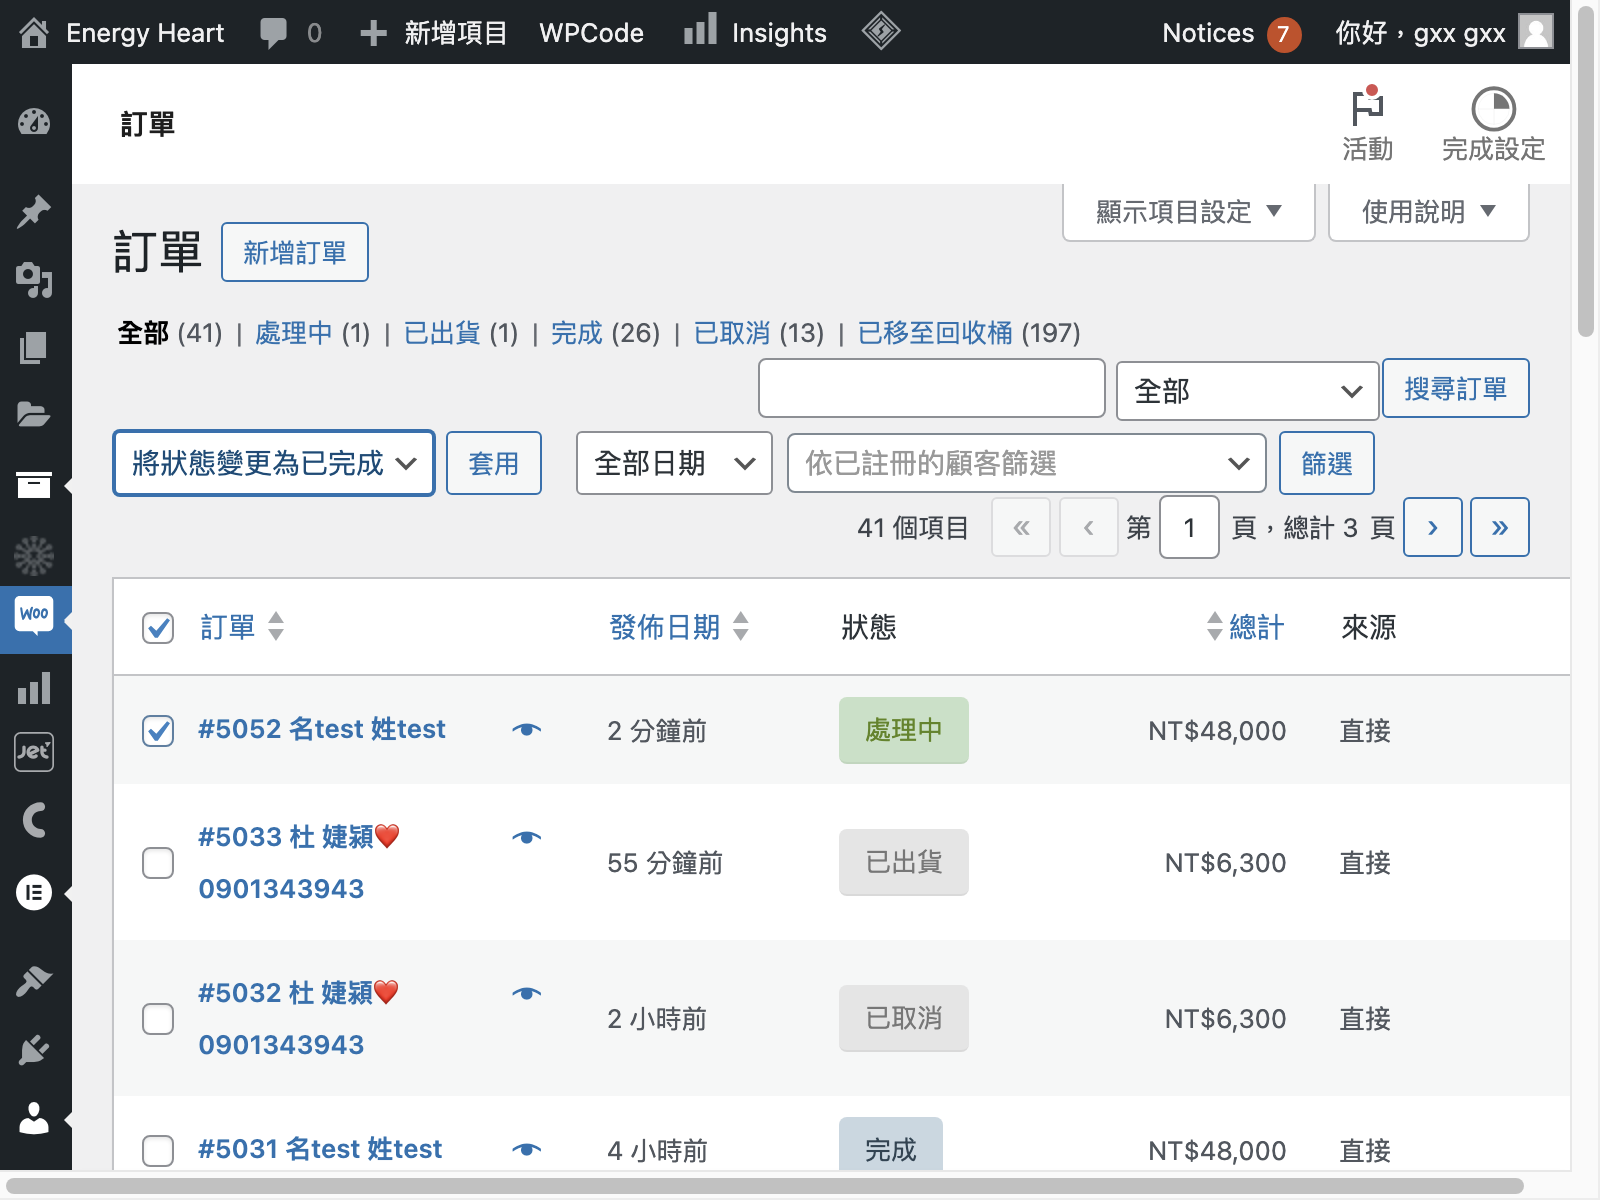 Energy Heart
0
新增項目
WPCode
Insights
Notices 7
你好，gxx gxx
訂單
活動
完成設定
顯示項目設定
使用說明
訂單
新增訂單
全部 (41) | 處理中 (1) | 已出貨 (1) | 完成 (26) | 已取消 (13) | 已移至回收桶 (197)
全部
搜尋訂單
將狀態變更為已完成
套用
全部日期
依已註冊的顧客篩選
篩選
41 個項目 « ‹ 第 1 頁，總計 3 頁 › »
訂單 發佈日期 狀態 總計 來源
Woo
#5052 名test 姓test 2 分鐘前 處理中 NT$48,000 直接
Jet
#5033 杜 婕潁❤️
0901343943
55 分鐘前 已出貨 NT$6,300 直接
#5032 杜 婕潁❤️
0901343943
2 小時前 已取消 NT$6,300 直接
#5031 名test 姓test 4 小時前 完成 NT$48,000 直接